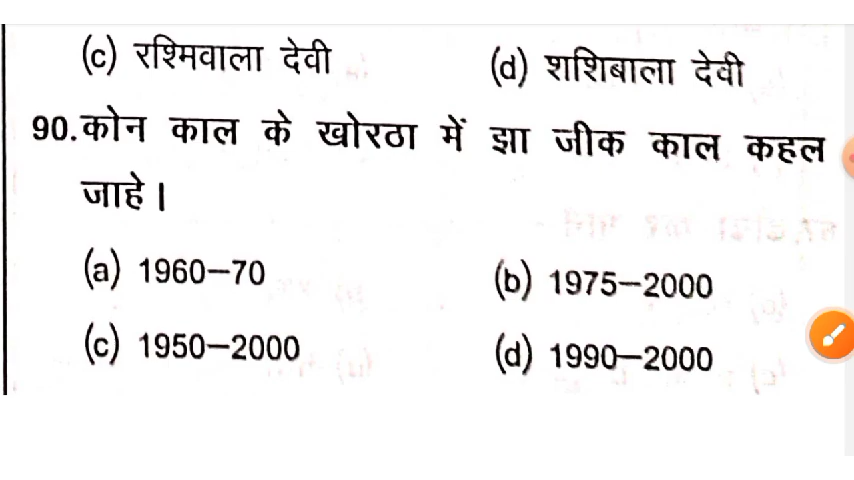 (c) रश्मिवाला देवी (d) शशिबाला देवी
90. कोन काल के खोरठा में झा जीक काल कहल
जाहे।
(a) 1960–70 (b) 1975–2000
(c) 1950–2000 (d) 1990–2000